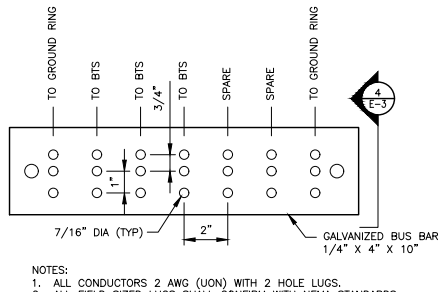 TO GROUND RING
TO BTS
TO BTS
TO BTS
SPARE
SPARE
TO GROUND RING
3/4"
4
E-3
1"
7/16" DIA (TYP)
2"
GALVANIZED BUS BAR
1/4" X 4" X 10"
NOTES:
1. ALL CONDUCTORS 2 AWG (UON) WITH 2 HOLE LUGS.